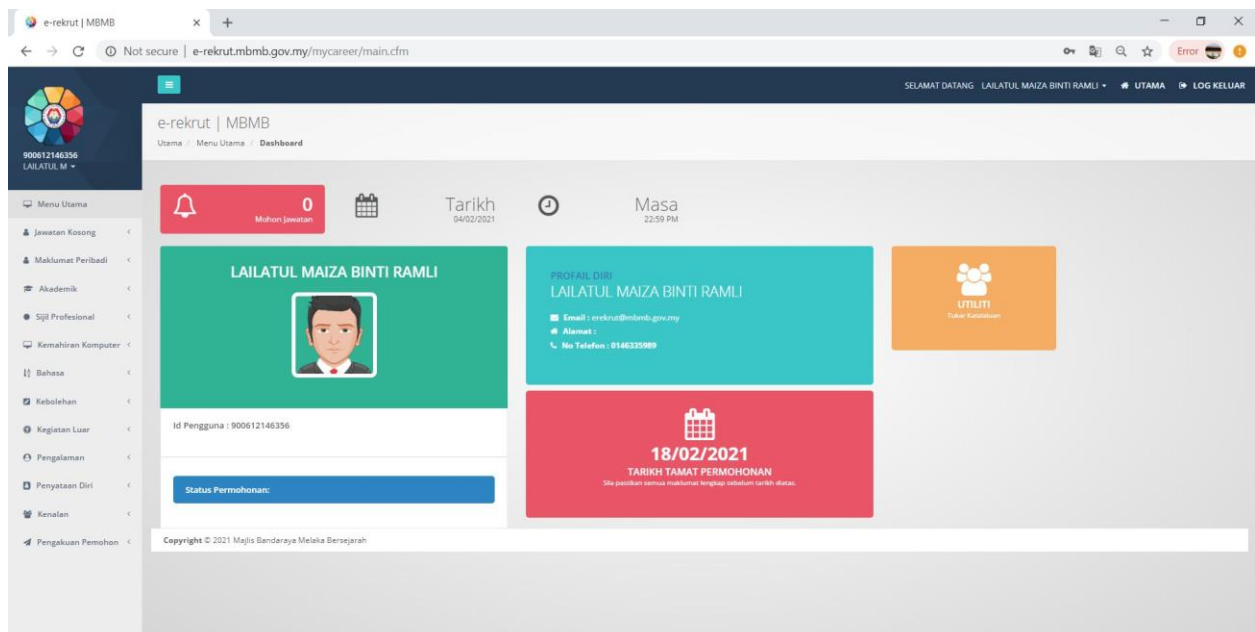 e-rekrut | MBMB
Not secure | e-rekrut.mbmb.gov.my/mycareer/main.cfm
Error
SELAMAT DATANG LAILATUL MAIZA BINTI RAMLI
UTAMA
LOG KELUAR
900612146356
LAILATUL M
e-rekrut | MBMB
Utama / Menu Utama / Dashboard
Menu Utama
Jawatan Kosong
Maklumat Peribadi
Akademik
Sijil Profesional
Kemahiran Komputer
Bahasa
Kebolehan
Kegiatan Luar
Pengalaman
Penyataan Diri
Kenalan
Pengakuan Pemohon
0
Mohon Jawatan
Tarikh
04/02/2021
Masa
22:59 PM
LAILATUL MAIZA BINTI RAMLI
Id Pengguna : 900612146356
Status Permohonan:
PROFAIL DIRI
LAILATUL MAIZA BINTI RAMLI
Email : erekrut@mbmb.gov.my
Alamat :
No Telefon : 0146335989
18/02/2021
TARIKH TAMAT PERMOHONAN
Sila pastikan semua maklumat lengkap sebelum tarikh diatas.
UTILITI
Tukar Katalaluan
Copyright © 2021 Majlis Bandaraya Melaka Bersejarah